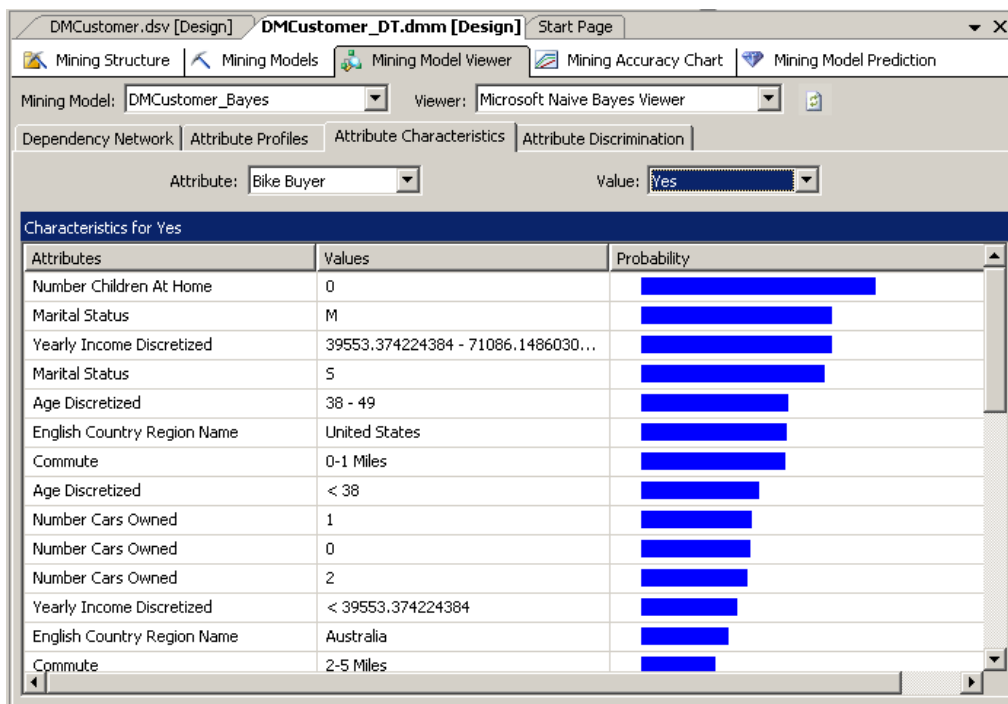 DMCustomer.dsv [Design] DMCustomer_DT.dmm [Design] Start Page
Mining Structure Mining Models Mining Model Viewer Mining Accuracy Chart Mining Model Prediction
Mining Model: DMCustomer_Bayes Viewer: Microsoft Naive Bayes Viewer
Dependency Network Attribute Profiles Attribute Characteristics Attribute Discrimination
Attribute: Bike Buyer Value: Yes
Characteristics for Yes
Attributes Values Probability
Number Children At Home 0
Marital Status M
Yearly Income Discretized 39553.374224384 - 71086.1486030...
Marital Status S
Age Discretized 38 - 49
English Country Region Name United States
Commute 0-1 Miles
Age Discretized < 38
Number Cars Owned 1
Number Cars Owned 0
Number Cars Owned 2
Yearly Income Discretized < 39553.374224384
English Country Region Name Australia
Commute 2-5 Miles